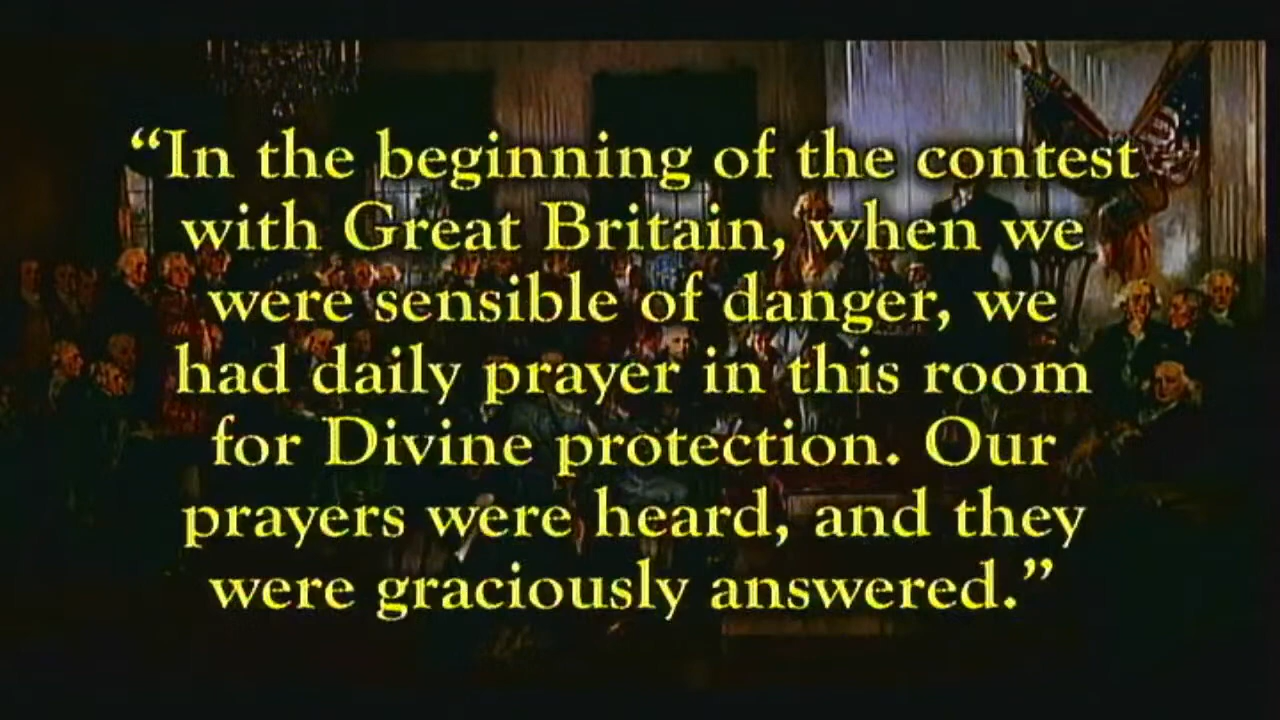 “In the beginning of the contest
with Great Britain, when we
were sensible of danger, we
had daily prayer in this room
for Divine protection. Our
prayers were heard, and they
were graciously answered.”